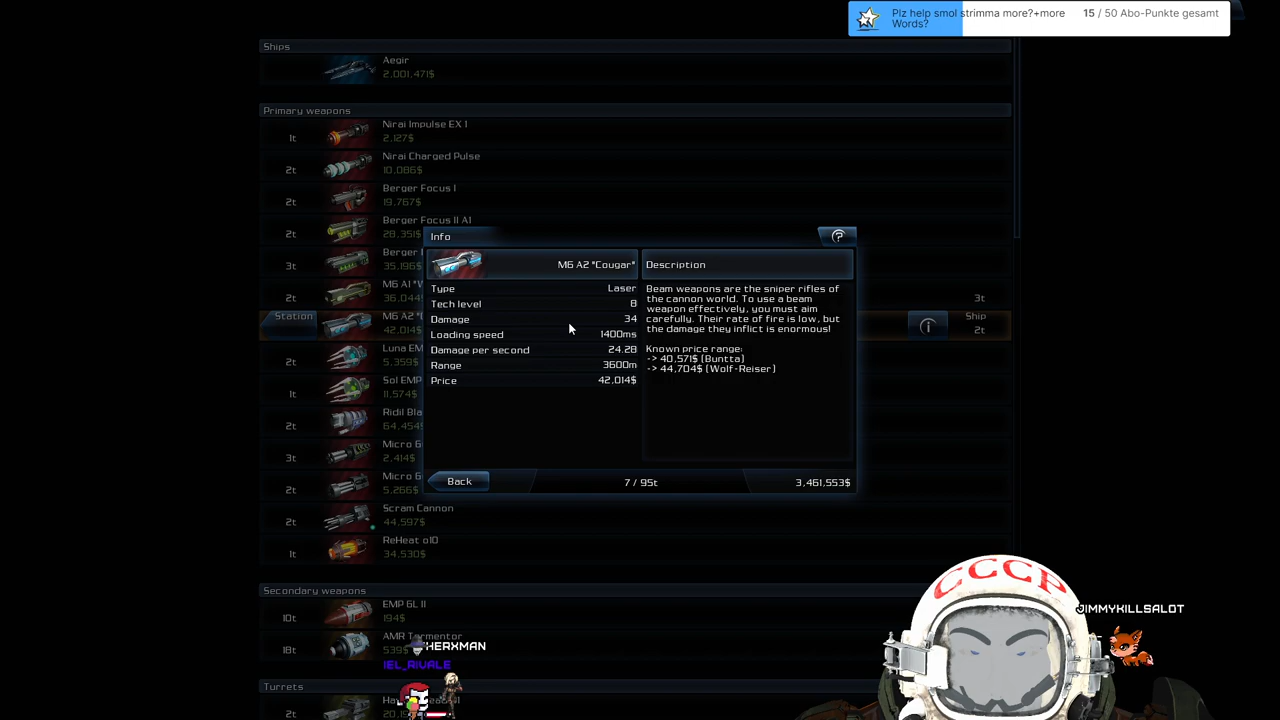 Plz help smol strimma more?+more
Words?
15 / 50 Abo-Punkte gesamt
Ships
Aegir
2,001,471$
Primary weapons
1t
Nirai Impulse EX 1
2,127$
2t
Nirai Charged Pulse
10,086$
2t
Berger Focus I
19,767$
2t
Berger Focus II A1
28,351$
3t
Berger
35,196
2t
M6 A1 "W
36,044
3t
Station
M6 A2 "C
42,014
Ship
2t
2t
Luna EM
5,359$
1t
Sol EMP
11,574$
2t
Ridil Bla
64,454
3t
Micro G
2,414$
2t
Micro G
5,266$
2t
Scram Cannon
44,597$
1t
ReHeat o10
34,530$
Secondary weapons
10t
EMP GL II
194$
18t
AMR Tormentor
539$
Turrets
2t
Info
M6 A2 "Cougar"
Type Laser
Tech level 8
Damage 34
Loading speed 1400ms
Damage per second 24.28
Range 3600m
Price 42,014$
Description
Beam weapons are the sniper rifles of
the cannon world. To use a beam
weapon effectively, you must aim
carefully. Their rate of fire is low, but
the damage they inflict is enormous!
Known price range:
-> 40,571$ (Buntta)
-> 44,704$ (Wolf-Reiser)
Back
7 / 95t
3,461,553$
CCCP
JIMMYKILLSALOT
HERXMAN
IEL_RIVALE